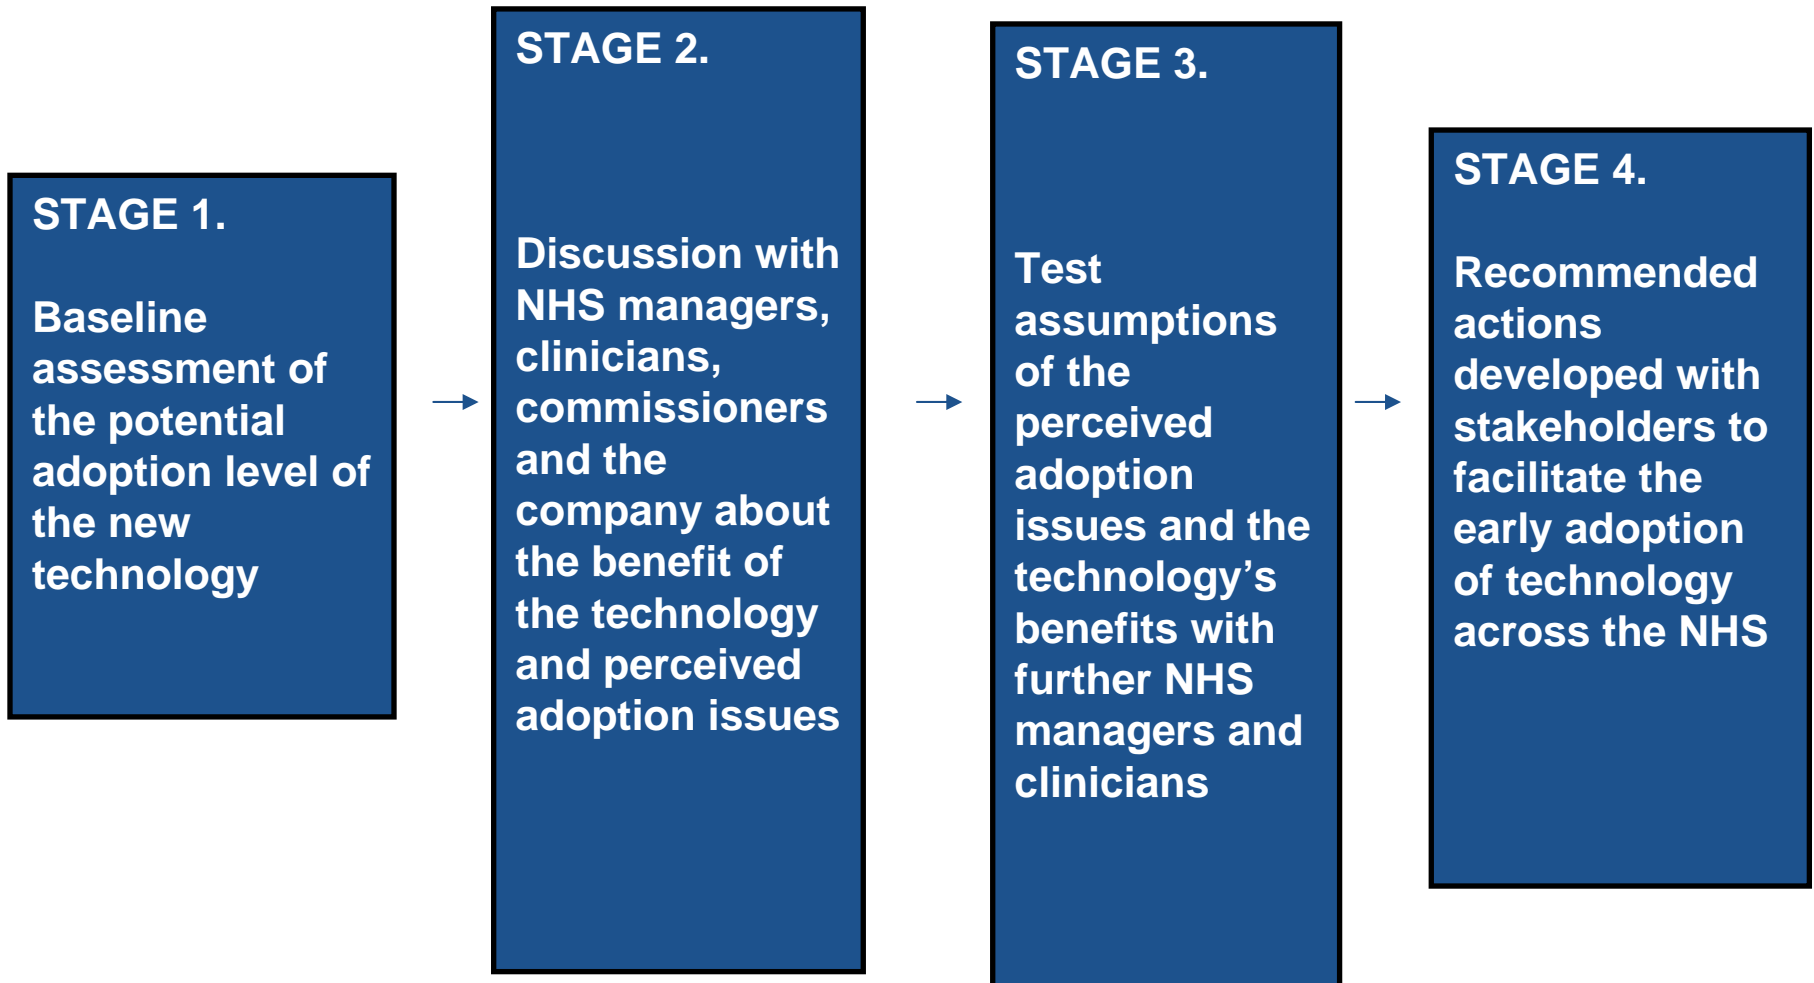 STAGE 1.
Baseline
assessment of
the potential
adoption level of
the new
technology
STAGE 2.
Discussion with
NHS managers,
clinicians,
commissioners
and the
company about
the benefit of
the technology
and perceived
adoption issues
STAGE 3.
Test
assumptions
of the
perceived
adoption
issues and the
technology’s
benefits with
further NHS
managers and
clinicians
STAGE 4.
Recommended
actions
developed with
stakeholders to
facilitate the
early adoption
of technology
across the NHS